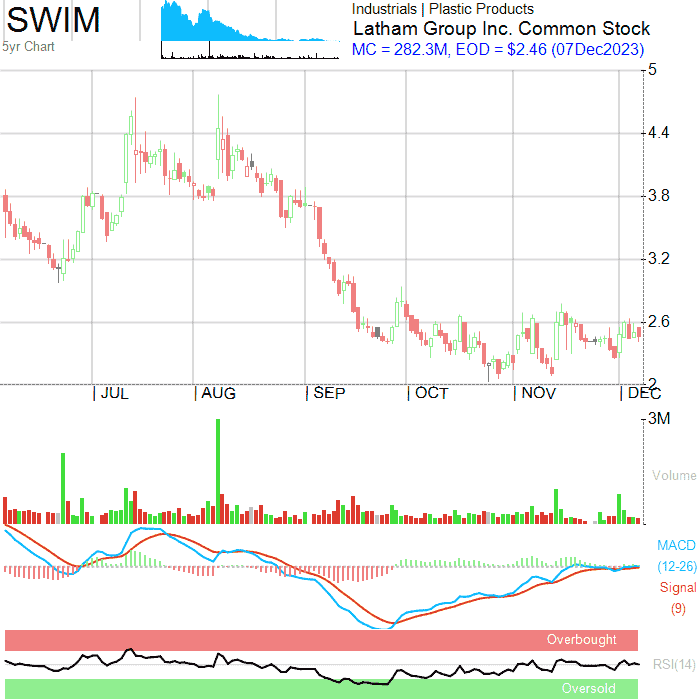 SWIM
5yr Chart
Industrials | Plastic Products
Latham Group Inc. Common Stock
MC = 282.3M, EOD = $2.46 (07Dec2023)
5
4.4
3.8
3.2
2.6
2
| JUL | AUG | SEP | OCT | NOV | DEC
3M
Volume
MACD
(12-26)
Signal
(9)
Overbought
RSI(14)
Oversold